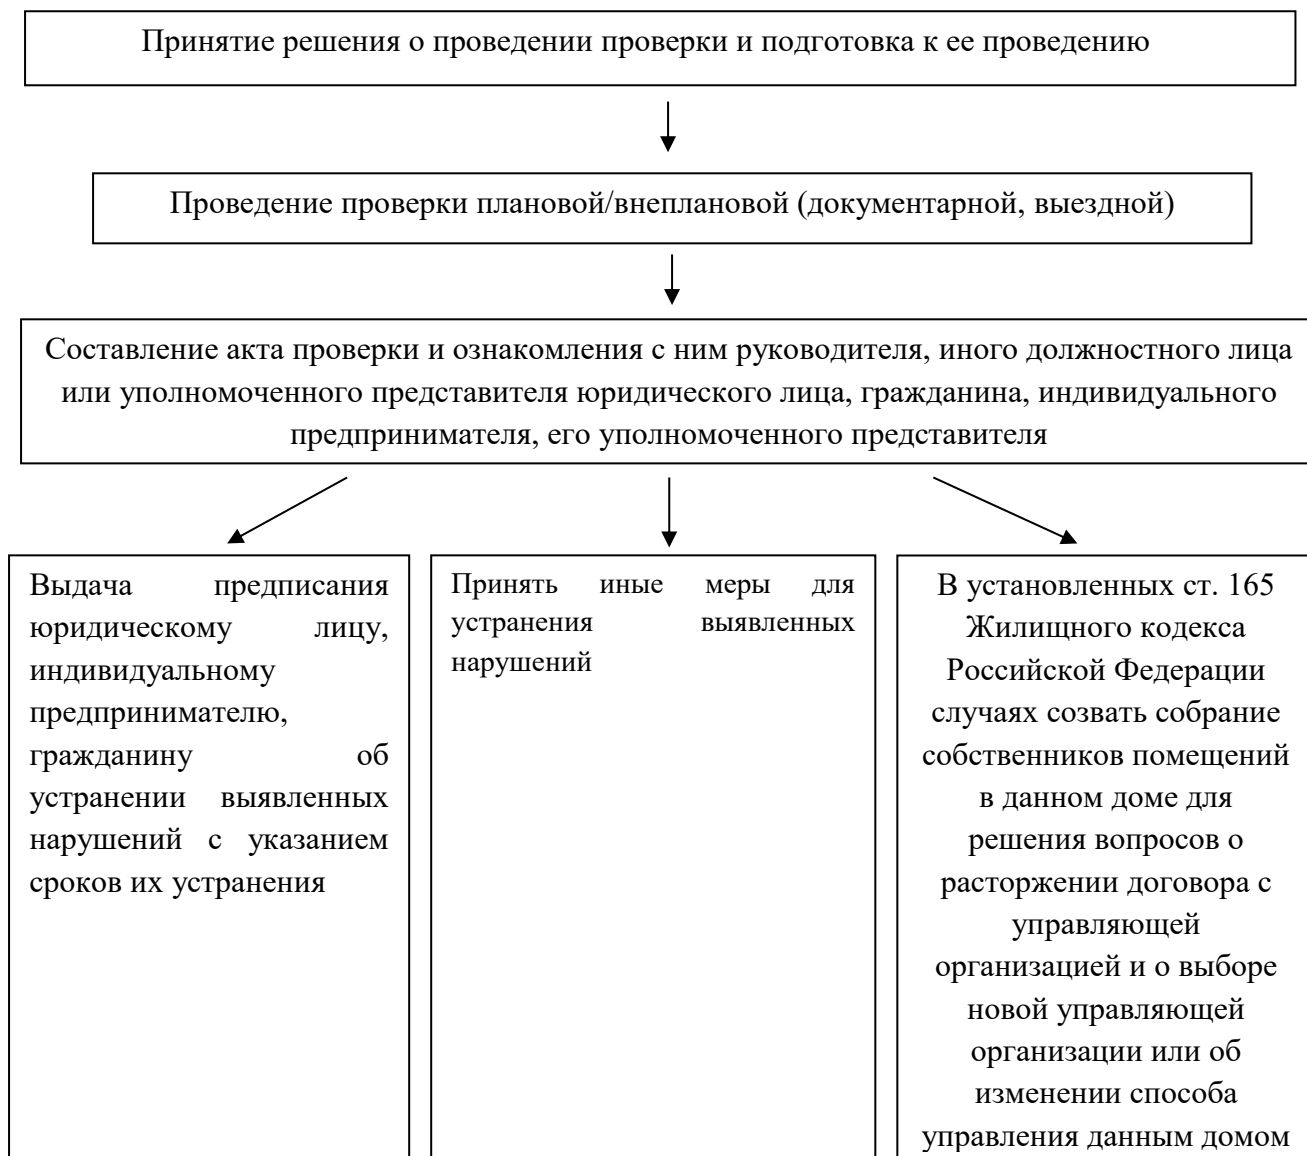 Принятие решения о проведении проверки и подготовка к ее проведению
Проведение проверки плановой/внеплановой (документарной, выездной)
Составление акта проверки и ознакомления с ним руководителя, иного должностного лица
или уполномоченного представителя юридического лица, гражданина, индивидуального
предпринимателя, его уполномоченного представителя
Выдача предписания
юридическому лицу,
индивидуальному
предпринимателю,
гражданину об
устранении выявленных
нарушений с указанием
сроков их устранения
Принять иные меры для
устранения выявленных
нарушений
В установленных ст. 165
Жилищного кодекса
Российской Федерации
случаях созвать собрание
собственников помещений
в данном доме для
решения вопросов о
расторжении договора с
управляющей
организацией и о выборе
новой управляющей
организации или об
изменении способа
управления данным домом